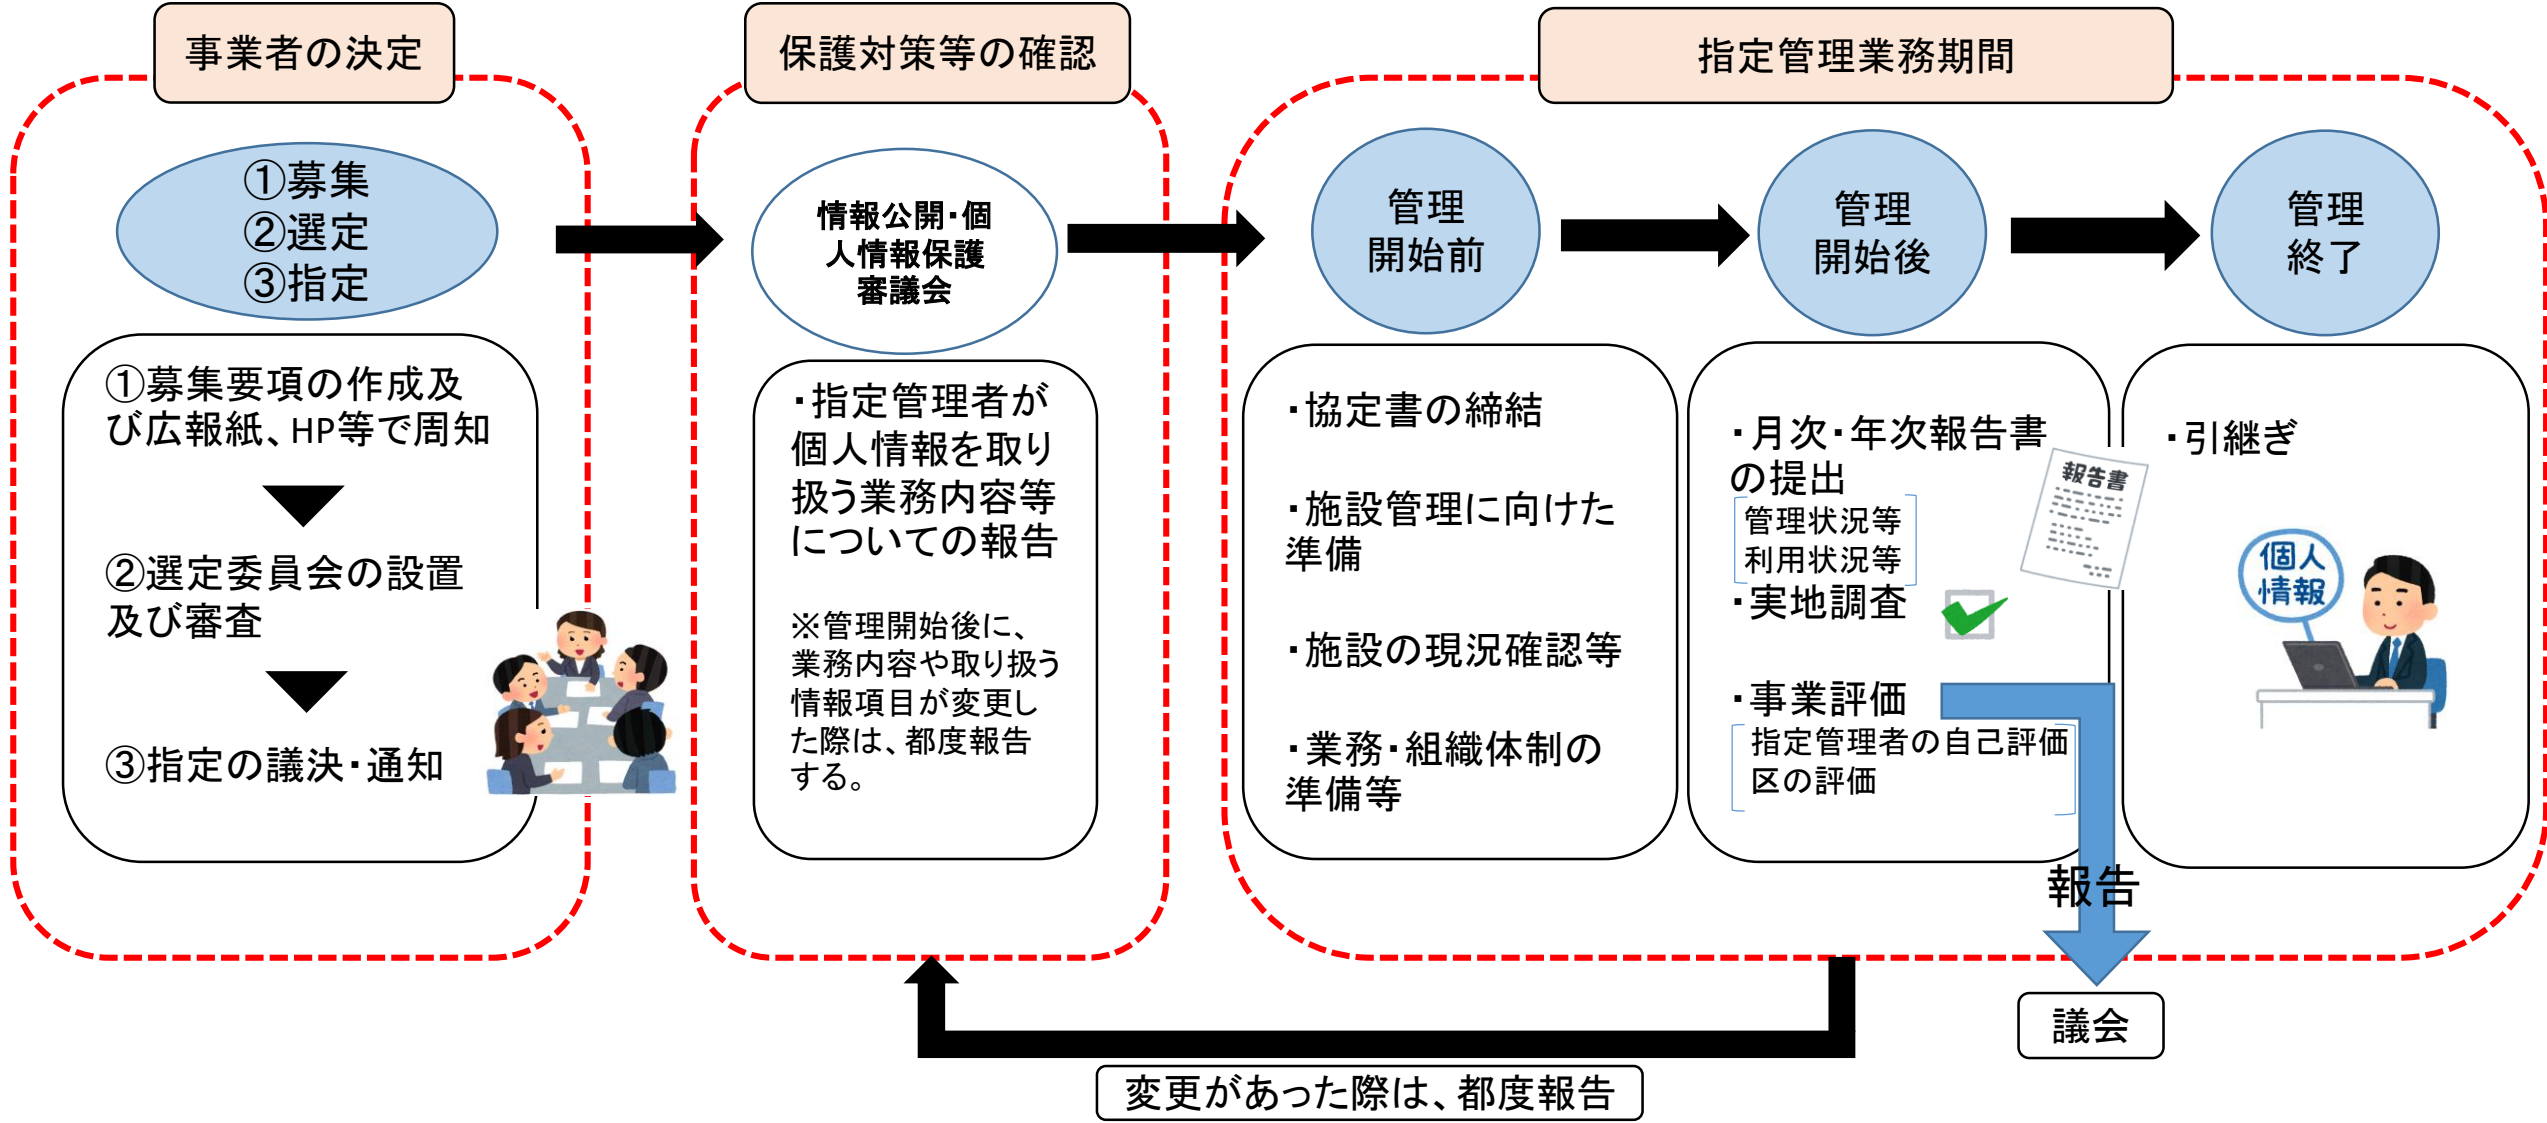 事業者の決定
①募集
②選定
③指定
①募集要項の作成及
び広報紙、HP等で周知
②選定委員会の設置
及び審査
③指定の議決・通知
保護対策等の確認
情報公開・個
人情報保護
審議会
・指定管理者が
個人情報を取り
扱う業務内容等
についての報告
※管理開始後に、
業務内容や取り扱う
情報項目が変更し
た際は、都度報告
する。
指定管理業務期間
管理
開始前
・協定書の締結
・施設管理に向けた
準備
・施設の現況確認等
・業務・組織体制の
準備等
管理
開始後
・月次・年次報告書
の提出
管理状況等
利用状況等
報告書
・実地調査
・事業評価
指定管理者の自己評価
区の評価
報告
議会
管理
終了
・引継ぎ
個人
情報
変更があった際は、都度報告